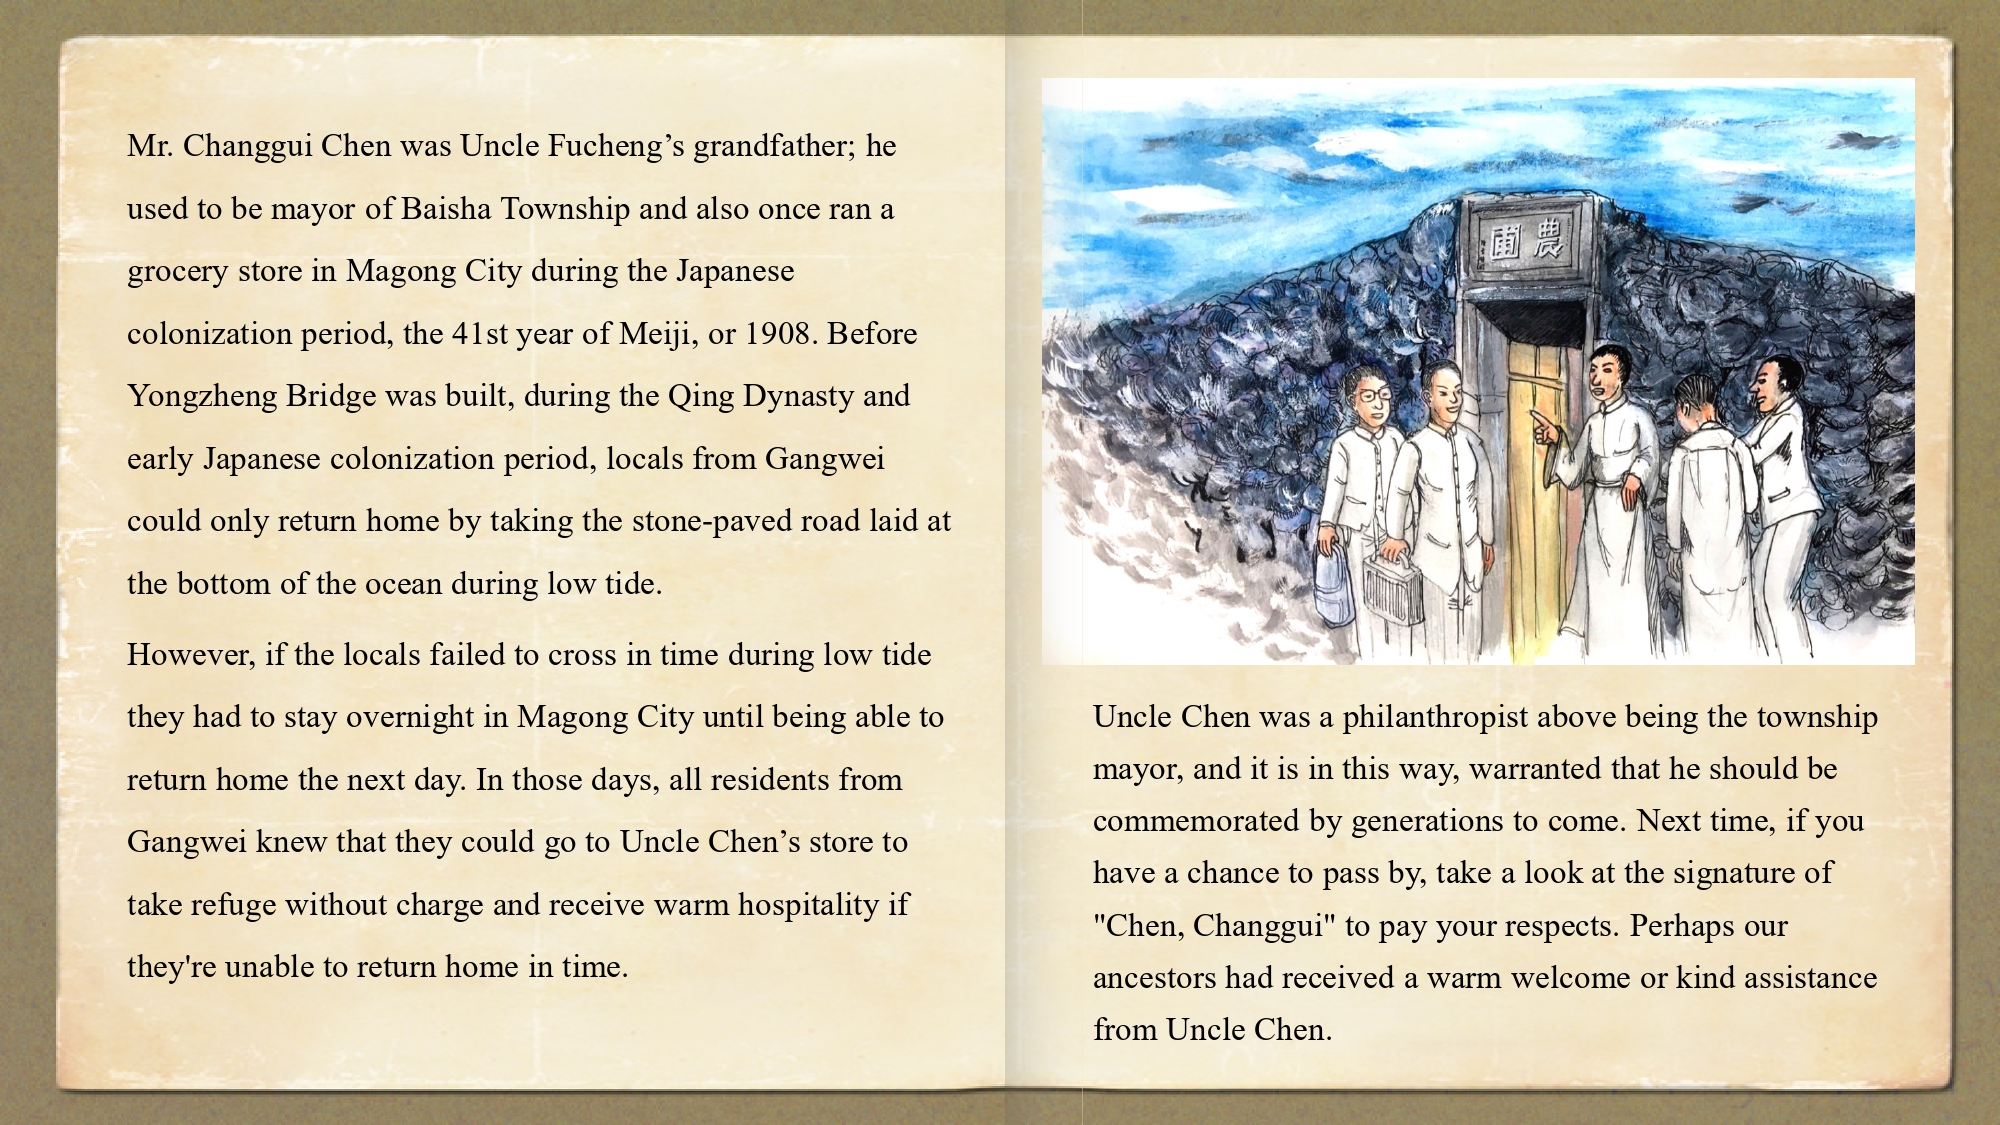 Mr. Changgui Chen was Uncle Fucheng’s grandfather; he
used to be mayor of Baisha Township and also once ran a
grocery store in Magong City during the Japanese
colonization period, the 41st year of Meiji, or 1908. Before
Yongzheng Bridge was built, during the Qing Dynasty and
early Japanese colonization period, locals from Gangwei
could only return home by taking the stone-paved road laid at
the bottom of the ocean during low tide.
However, if the locals failed to cross in time during low tide
they had to stay overnight in Magong City until being able to
return home the next day. In those days, all residents from
Gangwei knew that they could go to Uncle Chen’s store to
take refuge without charge and receive warm hospitality if
they're unable to return home in time.
農圃
Uncle Chen was a philanthropist above being the township
mayor, and it is in this way, warranted that he should be
commemorated by generations to come. Next time, if you
have a chance to pass by, take a look at the signature of
"Chen, Changgui" to pay your respects. Perhaps our
ancestors had received a warm welcome or kind assistance
from Uncle Chen.